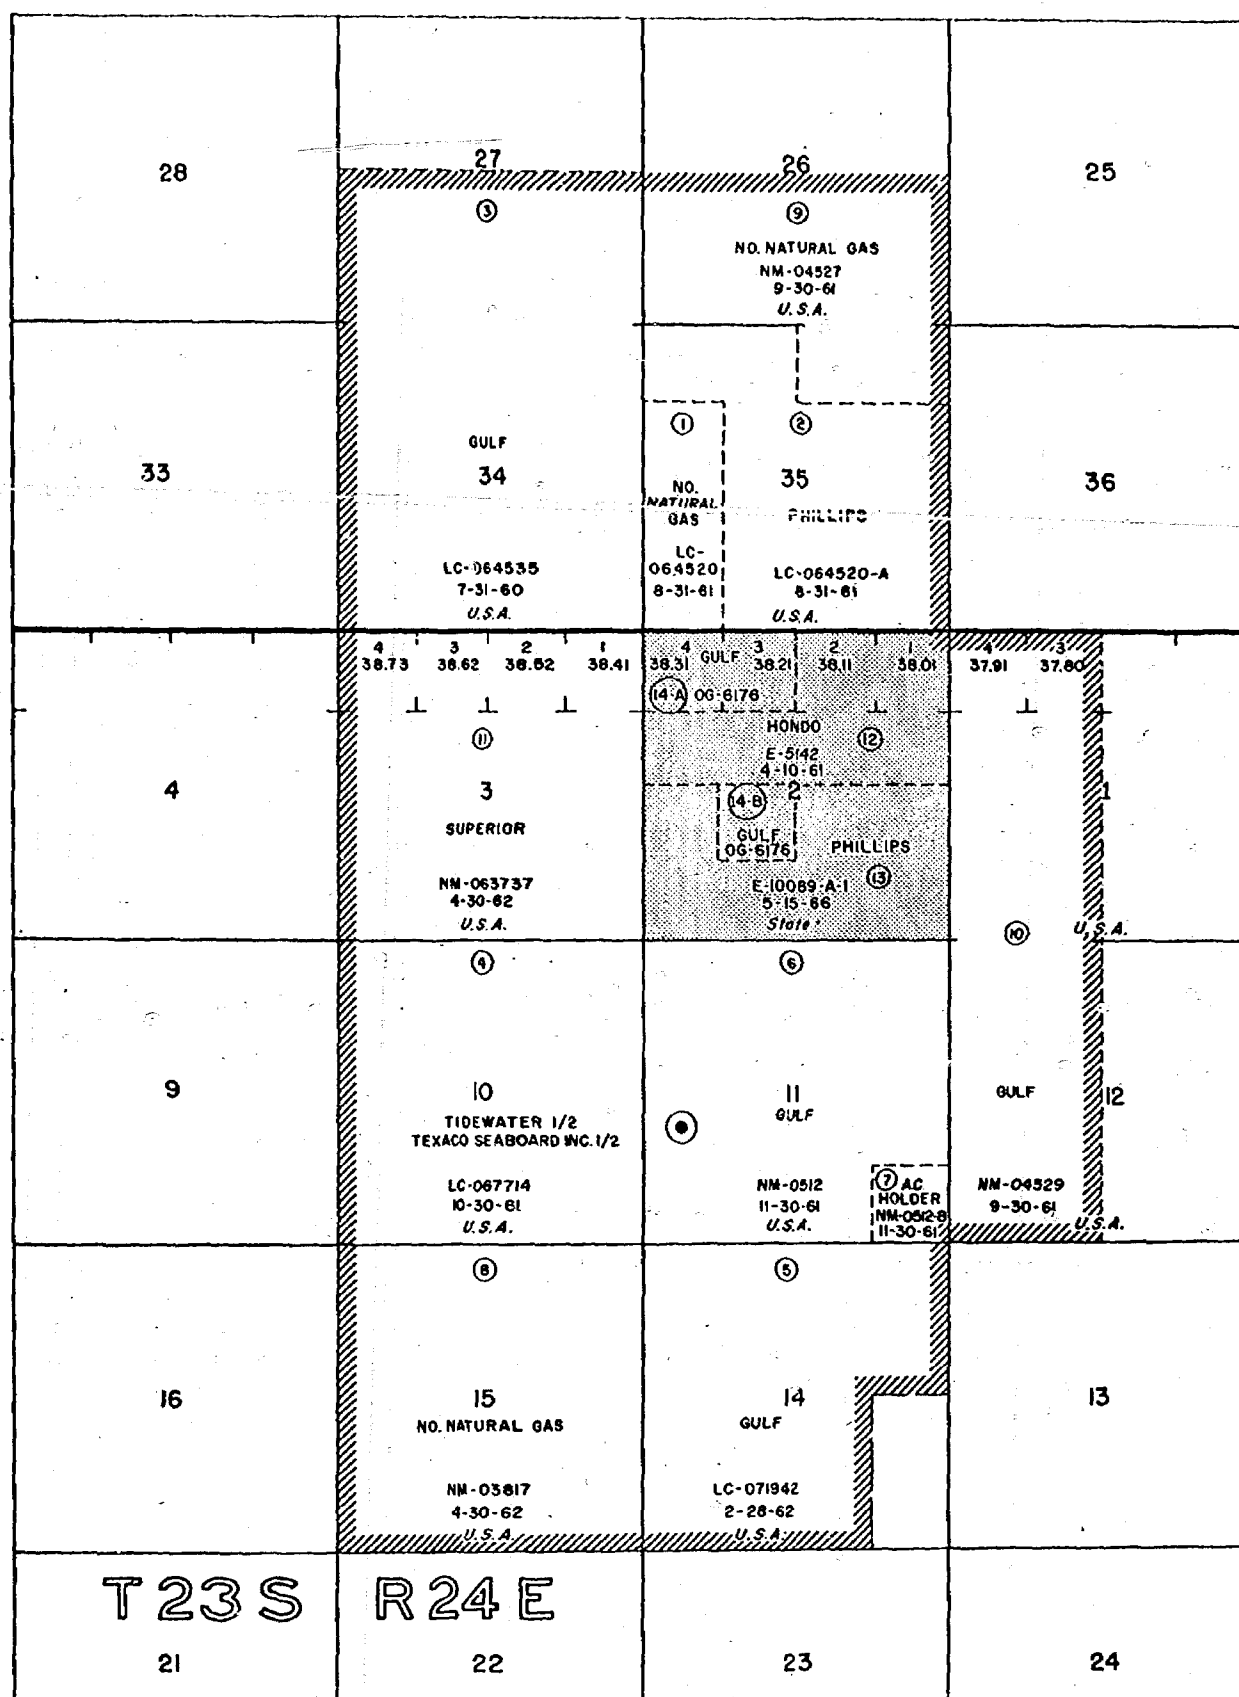 28
27
26
25
3
9
NO. NATURAL GAS
NM-04527
9-30-61
U.S.A.
33
GULF
34
LC-064535
7-31-60
U.S.A.
1
NO.
NATURAL
GAS
LC-
064520
8-31-61
2
35
PHILLIPS
LC-064520-A
8-31-61
U.S.A.
36
4 3 2 1
38.73 38.62 38.52 38.41
4 3 2 1
38.31 38.21 38.11 38.01
4 3
37.91 37.80
GULF
14-A OG-6176
HONDO
12
E-5142
4-10-61
4
11
3
SUPERIOR
NM-063737
4-30-62
U.S.A.
14-B
2
GULF
OG-6176
PHILLIPS
13
E-10089-A-1
5-15-66
State
1
10
U.S.A.
9
4
10
TIDEWATER 1/2
TEXACO SEABOARD INC. 1/2
LC-067714
10-30-61
U.S.A.
6
11
GULF
NM-0512
11-30-61
U.S.A.
7 A.C.
HOLDER
NM-0512-B
11-30-61
GULF
12
NM-04529
9-30-61
U.S.A.
16
8
15
NO. NATURAL GAS
NM-03817
4-30-62
U.S.A.
5
14
GULF
LC-071942
2-28-62
U.S.A.
13
T 23 S R 24 E
21
22
23
24